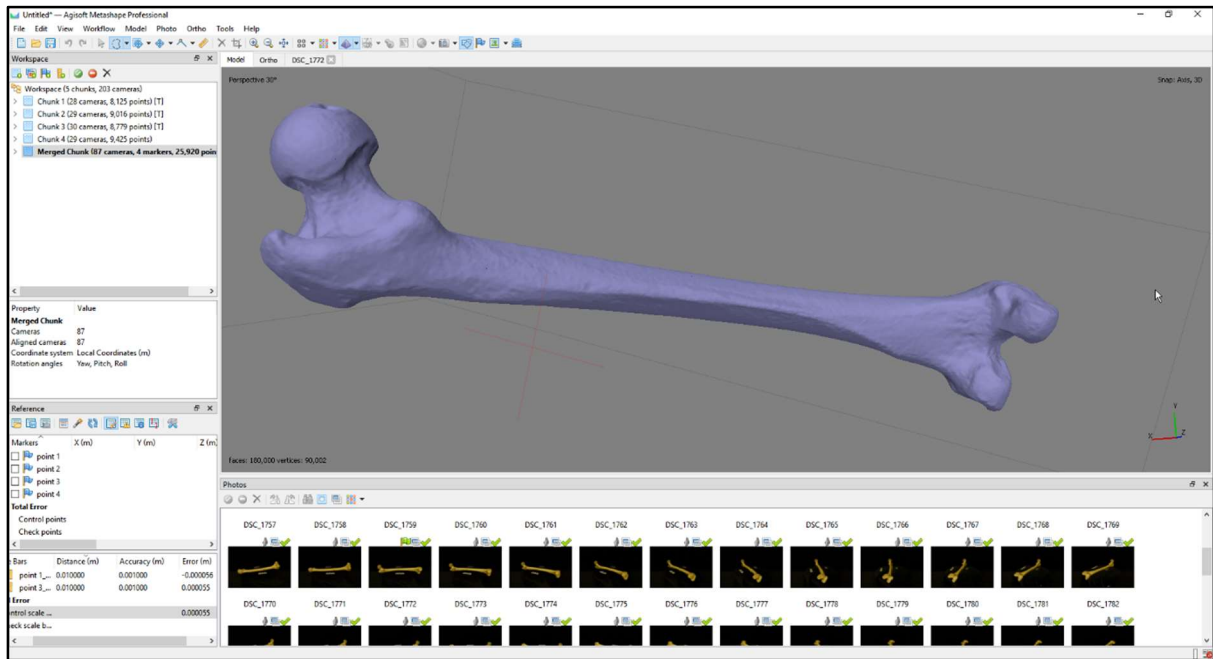 Untitled* — Agisoft Metashape Professional
File Edit View Workflow Model Photo Ortho Tools Help
Workspace
Workspace (5 chunks, 203 cameras)
Chunk 1 (28 cameras, 8,125 points) [T]
Chunk 2 (29 cameras, 9,016 points) [T]
Chunk 3 (30 cameras, 8,779 points) [T]
Chunk 4 (29 cameras, 9,425 points)
Merged Chunk (87 cameras, 4 markers, 25,920 poin
Property Value
Merged Chunk
Cameras 87
Aligned cameras 87
Coordinate system Local Coordinates (m)
Rotation angles Yaw, Pitch, Roll
Reference
Markers X (m) Y (m) Z (m)
point 1
point 2
point 3
point 4
Total Error
Control points
Check points
e Bars Distance (m) Accuracy (m) Error (m)
point 1_... 0.010000 0.001000 -0.000056
point 3_... 0.010000 0.001000 0.000055
l Error
ntrol scale ... 0.000055
eck scale b...
Model Ortho DSC_1772
Perspective 30°
Snap: Axis, 3D
Y
X Z
faces: 180,000 vertices: 90,002
Photos
DSC_1757 DSC_1758 DSC_1759 DSC_1760 DSC_1761 DSC_1762 DSC_1763 DSC_1764 DSC_1765 DSC_1766 DSC_1767 DSC_1768 DSC_1769
DSC_1770 DSC_1771 DSC_1772 DSC_1773 DSC_1774 DSC_1775 DSC_1776 DSC_1777 DSC_1778 DSC_1779 DSC_1780 DSC_1781 DSC_1782